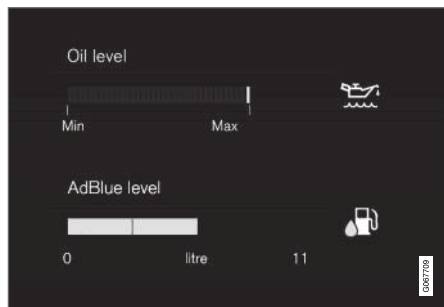 Oil level
Min Max
AdBlue level
0 litre 11
G067709